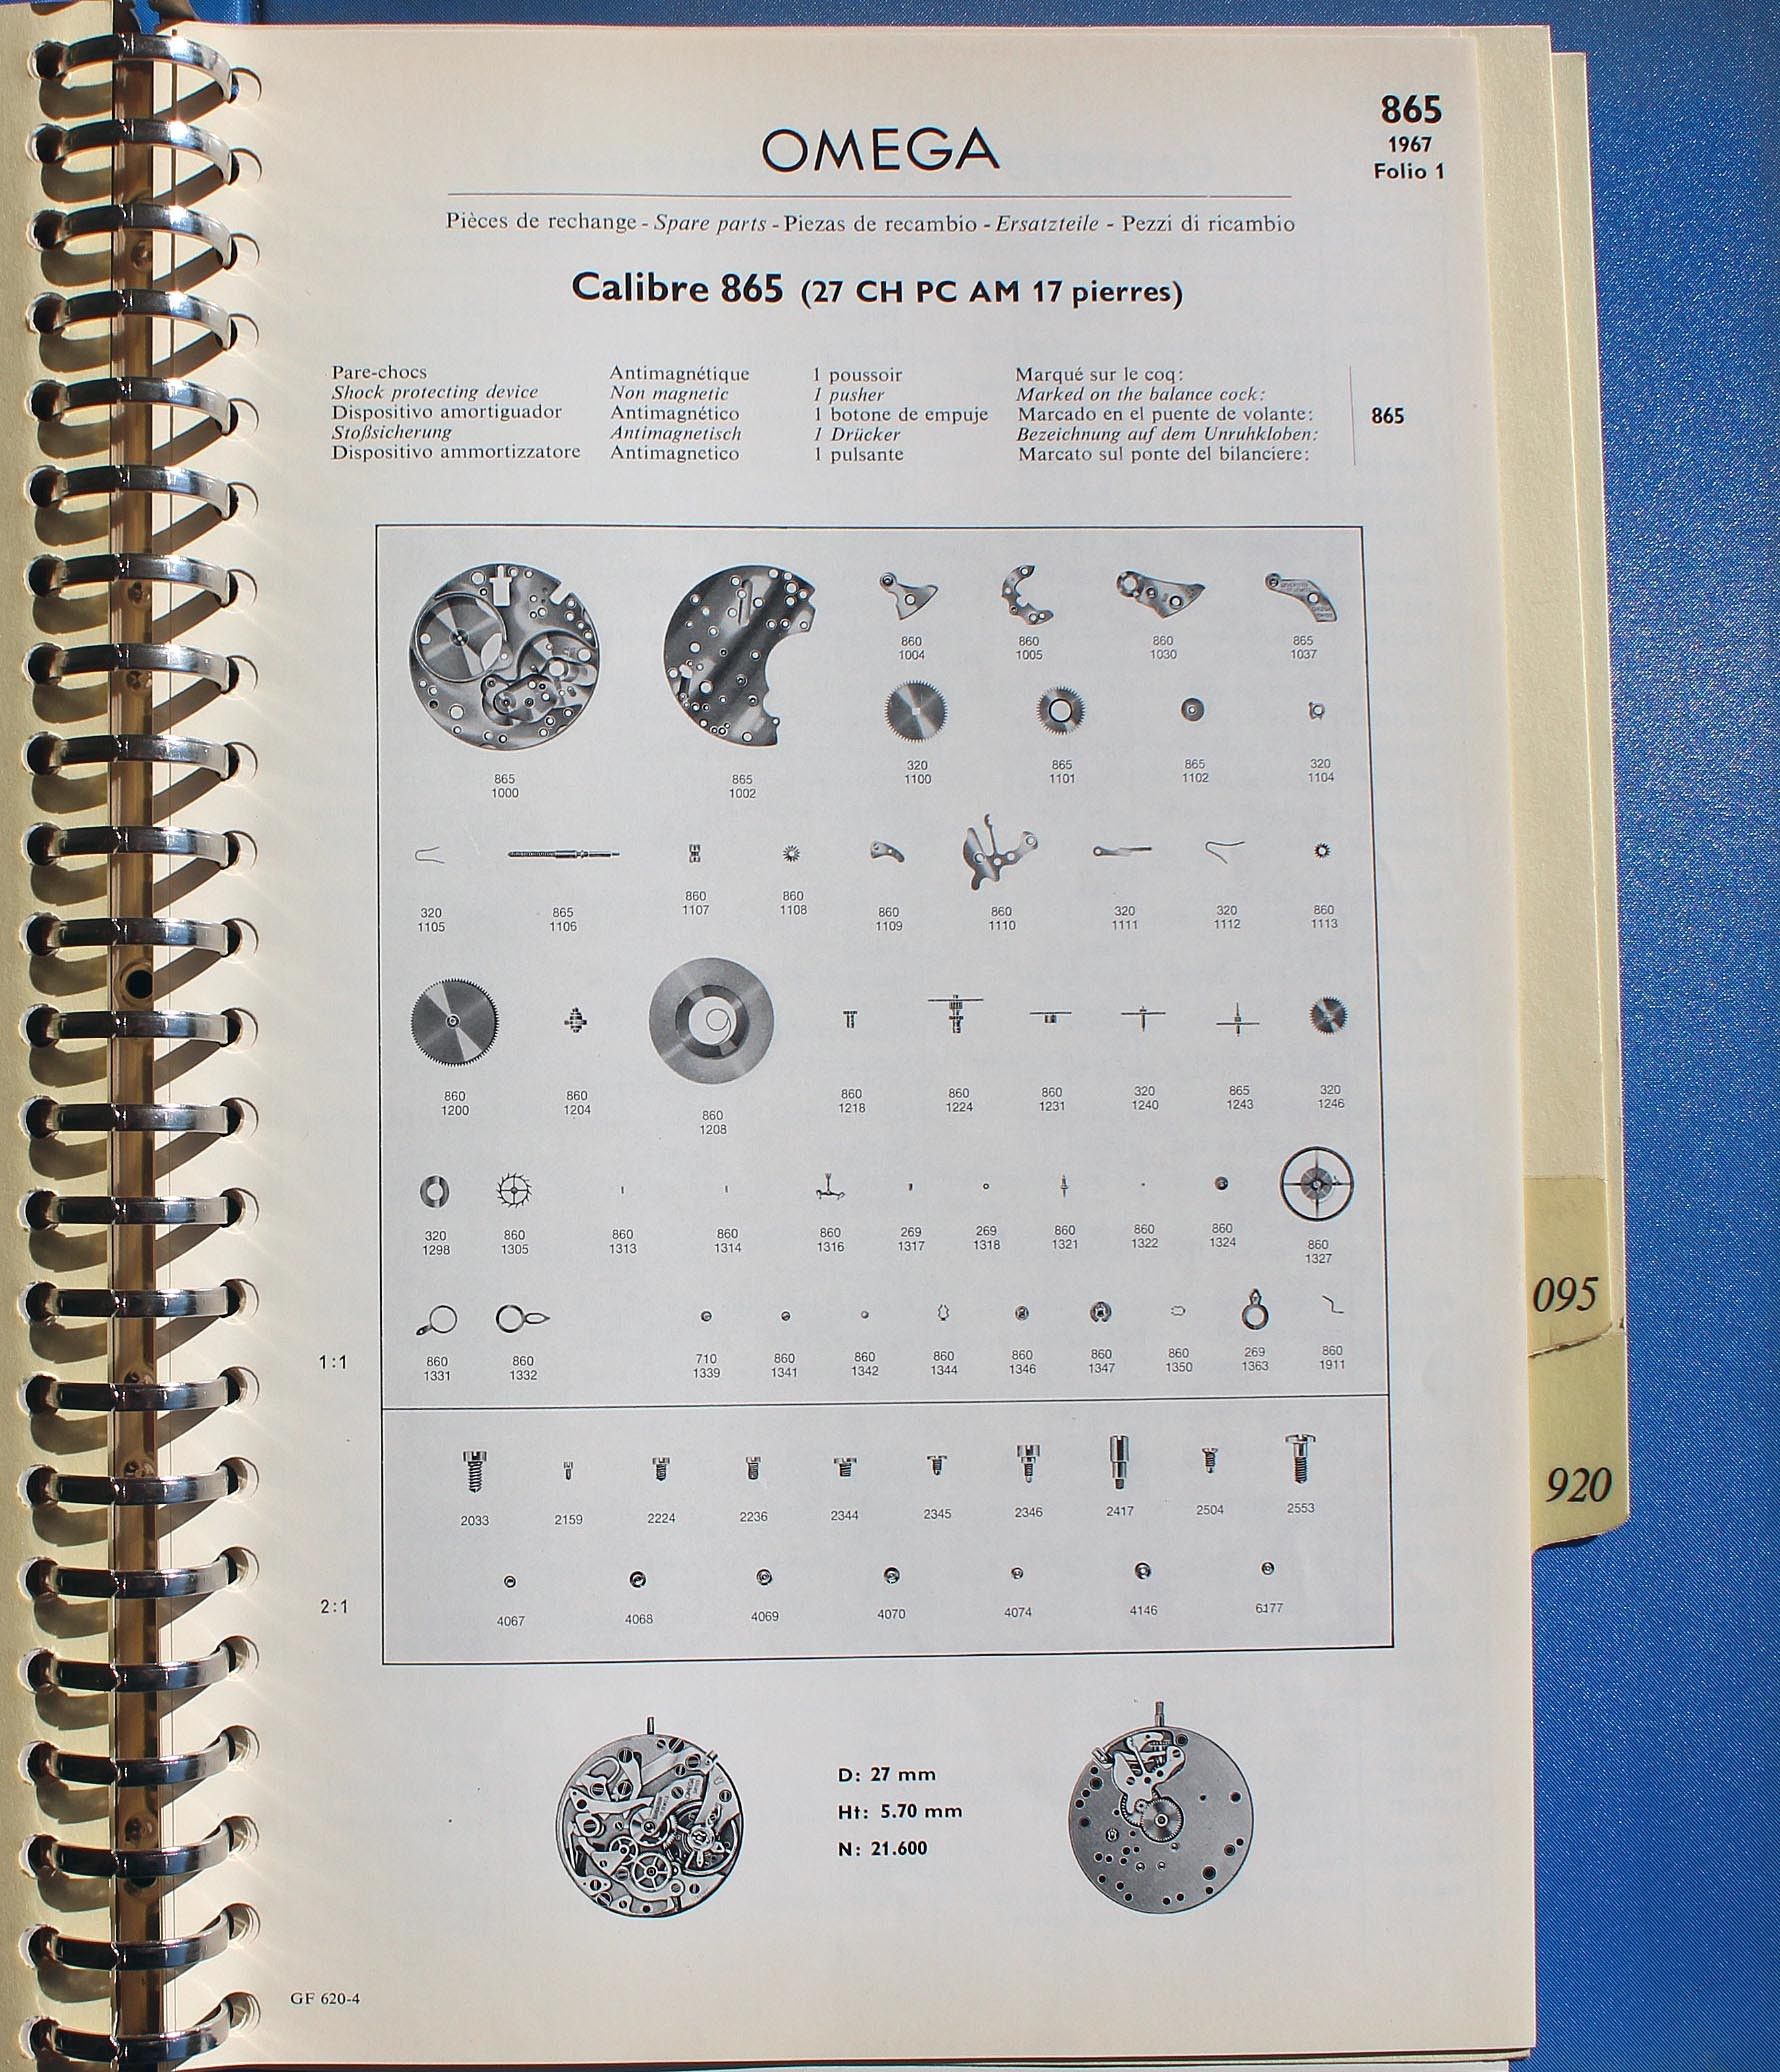 865
1967
Folio 1
OMEGA
Pièces de rechange - Spare parts - Piezas de recambio - Ersatzteile - Pezzi di ricambio
Calibre 865 (27 CH PC AM 17 pierres)
Pare-chocs Antimagnétique 1 poussoir Marqué sur le coq:
Shock protecting device Non magnetic 1 pusher Marked on the balance cock:
Dispositivo amortiguador Antimagnético 1 botone de empuje Marcado en el puente de volante: 865
Stoßsicherung Antimagnetisch 1 Drücker Bezeichnung auf dem Unruhkloben:
Dispositivo ammortizzatore Antimagnetico 1 pulsante Marcato sul ponte del bilanciere:
860 860 860 865
1004 1005 1030 1037
865 865 320 865 865 320
1000 1002 1100 1101 1102 1104
320 865 860 860 860 860 320 320 860
1105 1106 1107 1108 1109 1110 1111 1112 1113
860 860 860 860 860 860 320 865 320
1200 1204 1208 1218 1224 1231 1240 1243 1246
320 860 860 860 860 269 269 860 860 860 860
1298 1305 1313 1314 1316 1317 1318 1321 1322 1324 1327
860 860 710 860 860 860 860 860 860 269 860
1:1 1331 1332 1339 1341 1342 1344 1346 1347 1350 1363 1911
2033 2159 2224 2236 2344 2345 2346 2417 2504 2553
2:1 4067 4068 4069 4070 4074 4146 6177
D: 27 mm
Ht: 5.70 mm
N: 21.600
GF 620-4
095
920